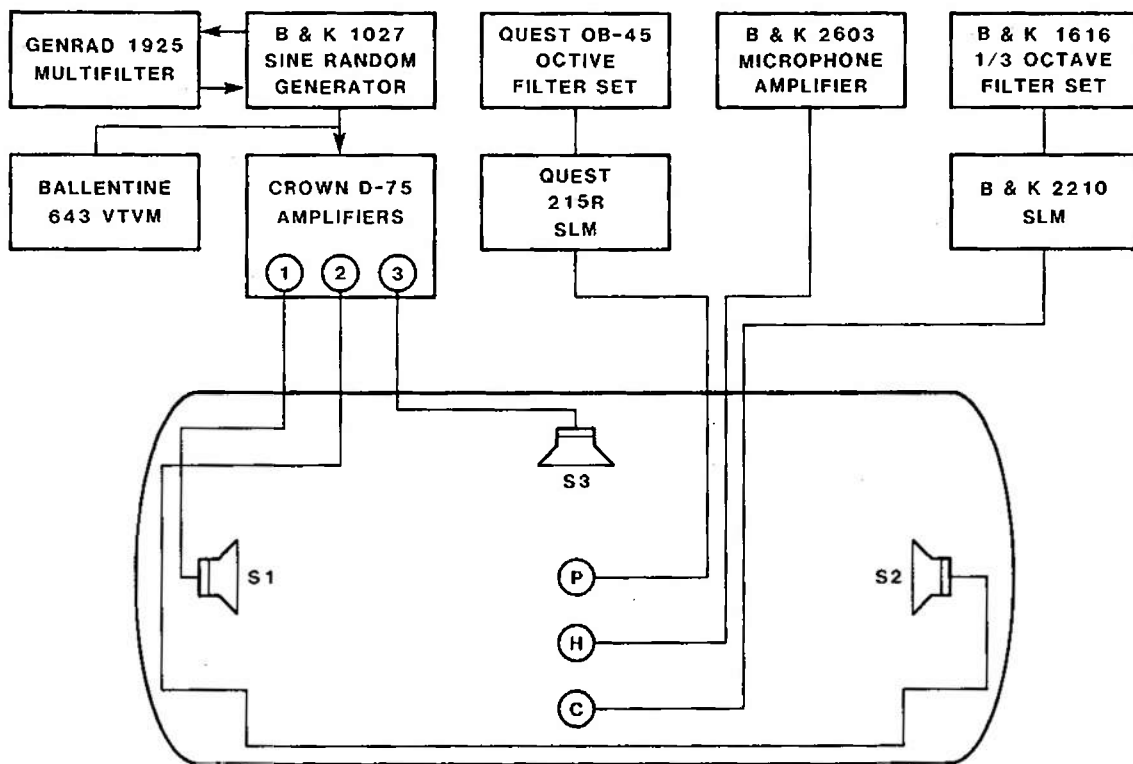 GENRAD 1925
MULTIFILTER
B & K 1027
SINE RANDOM
GENERATOR
QUEST OB-45
OCTIVE
FILTER SET
B & K 2603
MICROPHONE
AMPLIFIER
B & K 1616
1/3 OCTAVE
FILTER SET
BALLENTINE
643 VTVM
CROWN D-75
AMPLIFIERS
1 2 3
QUEST
215R
SLM
B & K 2210
SLM
S3
S1
P
S2
H
C